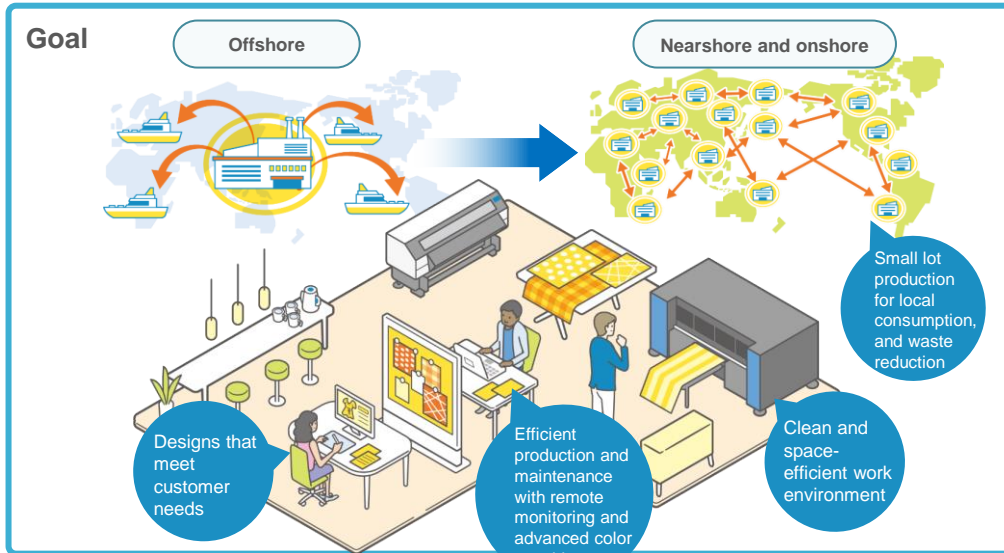 Goal
Offshore
Nearshore and onshore
Small lot
production
for local
consumption,
and waste
reduction
Designs that
meet
customer
needs
Efficient
production and
maintenance
with remote
monitoring and
advanced color
Clean and
space-
efficient work
environment